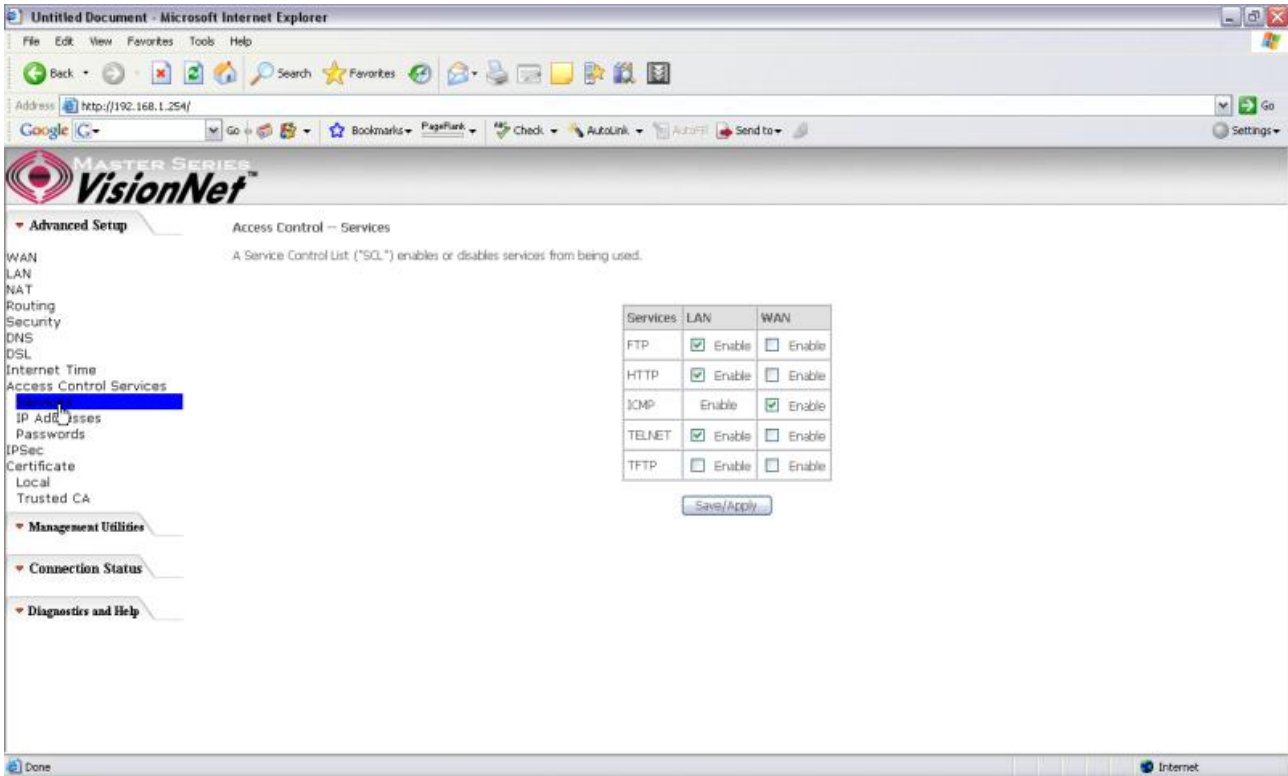 Untitled Document - Microsoft Internet Explorer
File Edit View Favorites Tools Help
Back Search Favorites
Address http://192.168.1.254/ Go
Google G Go Bookmarks PageRank Check AutoLink AutoFill Send to Settings
MASTER SERIES
VisionNet™
Advanced Setup
WAN
LAN
NAT
Routing
Security
DNS
DSL
Internet Time
Access Control Services
IP Addresses
Passwords
IPSec
Certificate
Local
Trusted CA
Management Utilities
Connection Status
Diagnostics and Help
Access Control -- Services
A Service Control List ("SCL") enables or disables services from being used.
Services LAN WAN
FTP Enable Enable
HTTP Enable Enable
ICMP Enable Enable
TELNET Enable Enable
TFTP Enable Enable
Save/Apply
Done Internet